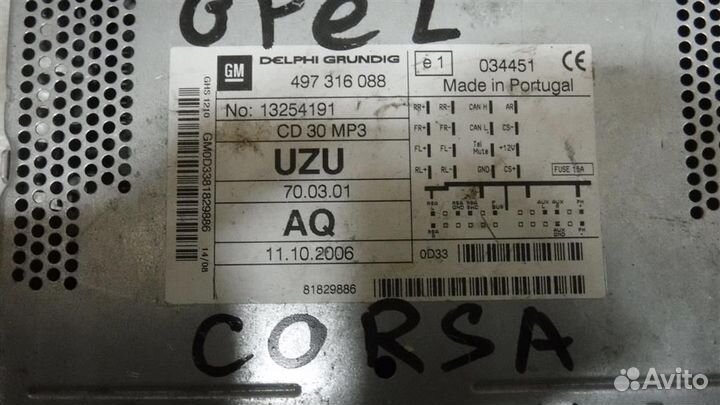 OPEL
GM
DELPHI GRUNDIG
497 316 088
e1
034451
CE
Made in Portugal
No: 13254191
CD 30 MP3
UZU
70.03.01
AQ
11.10.2006
81829886
GHS 1210
GM0D3381829886
14/08
RR+ RR- CAN H AR
FR+ FR- CAN L CS-
FL+ FL- Tel Mute +12V
RL+ RL- GND CS+
FUSE 15A
0D33
CORSA
Avito